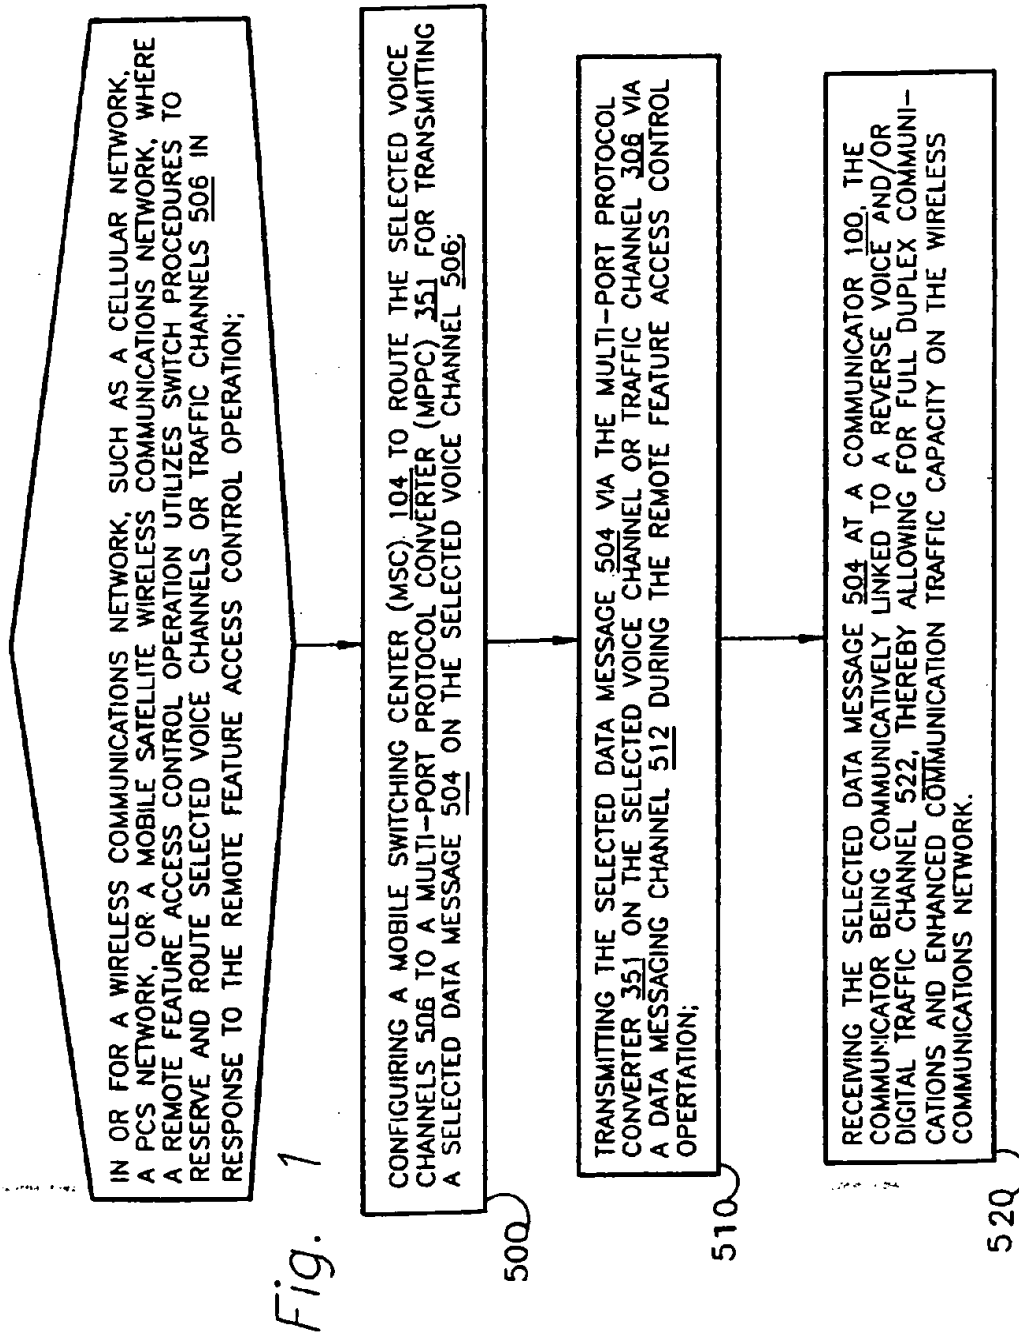 IN OR FOR A WIRELESS COMMUNICATIONS NETWORK, SUCH AS A CELLULAR NETWORK,
A PCS NETWORK, OR A MOBILE SATELLITE WIRELESS COMMUNICATIONS NETWORK, WHERE
A REMOTE FEATURE ACCESS CONTROL OPERATION UTILIZES SWITCH PROCEDURES TO
RESERVE AND ROUTE SELECTED VOICE CHANNELS OR TRAFFIC CHANNELS 506 IN
RESPONSE TO THE REMOTE FEATURE ACCESS CONTROL OPERATION;
Fig. 1
CONFIGUIRING A MOBILE SWITCHING CENTER (MSC) 104 TO ROUTE THE SELECTED VOICE
CHANNELS 506 TO A MULTI-PORT PROTOCOL CONVERTER (MPPC) 351 FOR TRANSMITTING
A SELECTED DATA MESSAGE 504 ON THE SELECTED VOICE CHANNEL 506;
500
TRANSMITTING THE SELECTED DATA MESSAGE 504 VIA THE MULTI-PORT PROTOCOL
CONVERTER 351 ON THE SELECTED VOICE CHANNEL OR TRAFFIC CHANNEL 306 VIA
A DATA MESSAGING CHANNEL 512 DURING THE REMOTE FEATURE ACCESS CONTROL
OPERTATION;
510
RECEIVING THE SELECTED DATA MESSAGE 504 AT A COMMUNICATOR 100, THE
COMMUNICATOR BEING COMMUNICATIVELY LINKED TO A REVERSE VOICE AND/OR
DIGITAL TRAFFIC CHANNEL 522, THEREBY ALLOWING FOR FULL DUPLEX COMMUNI-
CATIONS AND ENHANCED COMMUNICATION TRAFFIC CAPACITY ON THE WIRELESS
COMMUNICATIONS NETWORK.
520